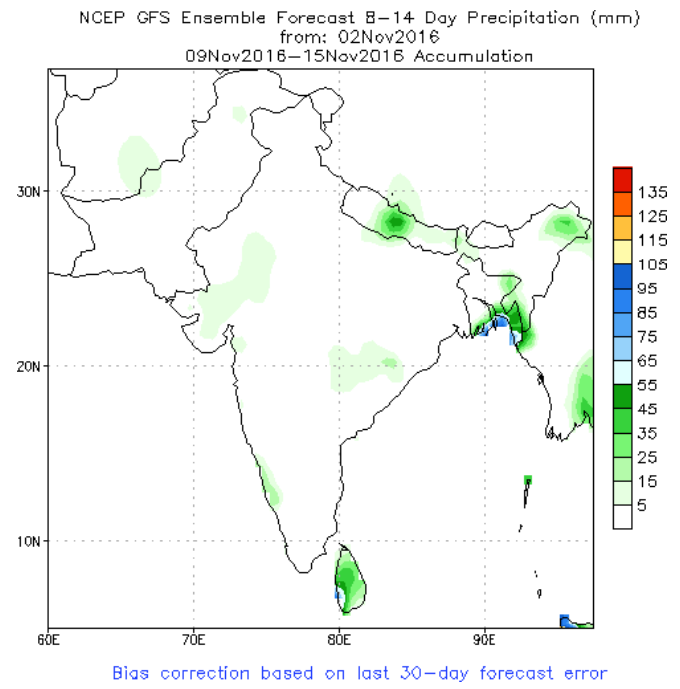 NCEP GFS Ensemble Forecast 8-14 Day Precipitation (mm)
from: 02Nov2016
09Nov2016-15Nov2016 Accumulation
30N
20N
10N
60E
70E
80E
90E
135
125
115
105
95
85
75
65
55
45
35
25
15
5
Bias correction based on last 30-day forecast error